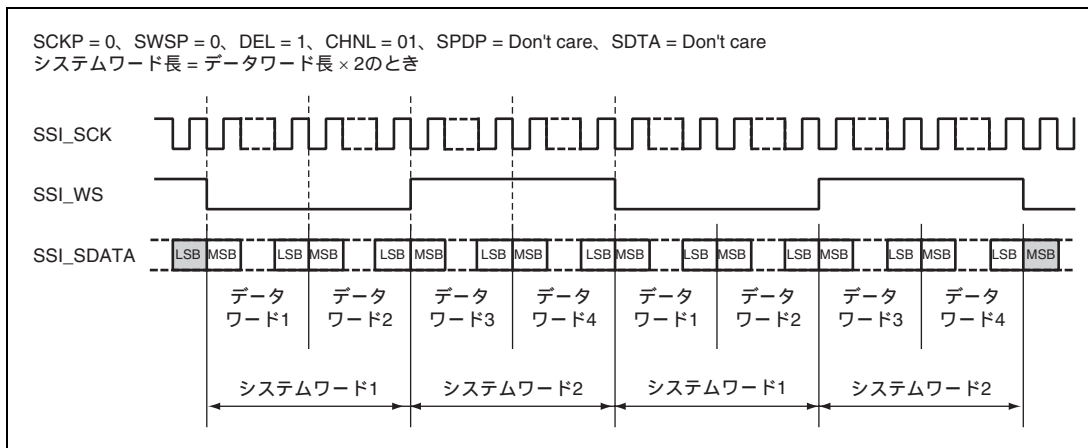 SCKP = 0、SWSP = 0、DEL = 1、CHNL = 01、SPDP = Don't care、SDTA = Don't care
システムワード長 = データワード長 × 2のとき
SSI_SCK
SSI_WS
SSI_SDATA
LSB MSB LSB MSB LSB MSB LSB MSB LSB MSB LSB MSB LSB MSB LSB MSB LSB MSB
データ データ データ データ データ データ データ データ
ワード1 ワード2 ワード3 ワード4 ワード1 ワード2 ワード3 ワード4
システムワード1 システムワード2 システムワード1 システムワード2